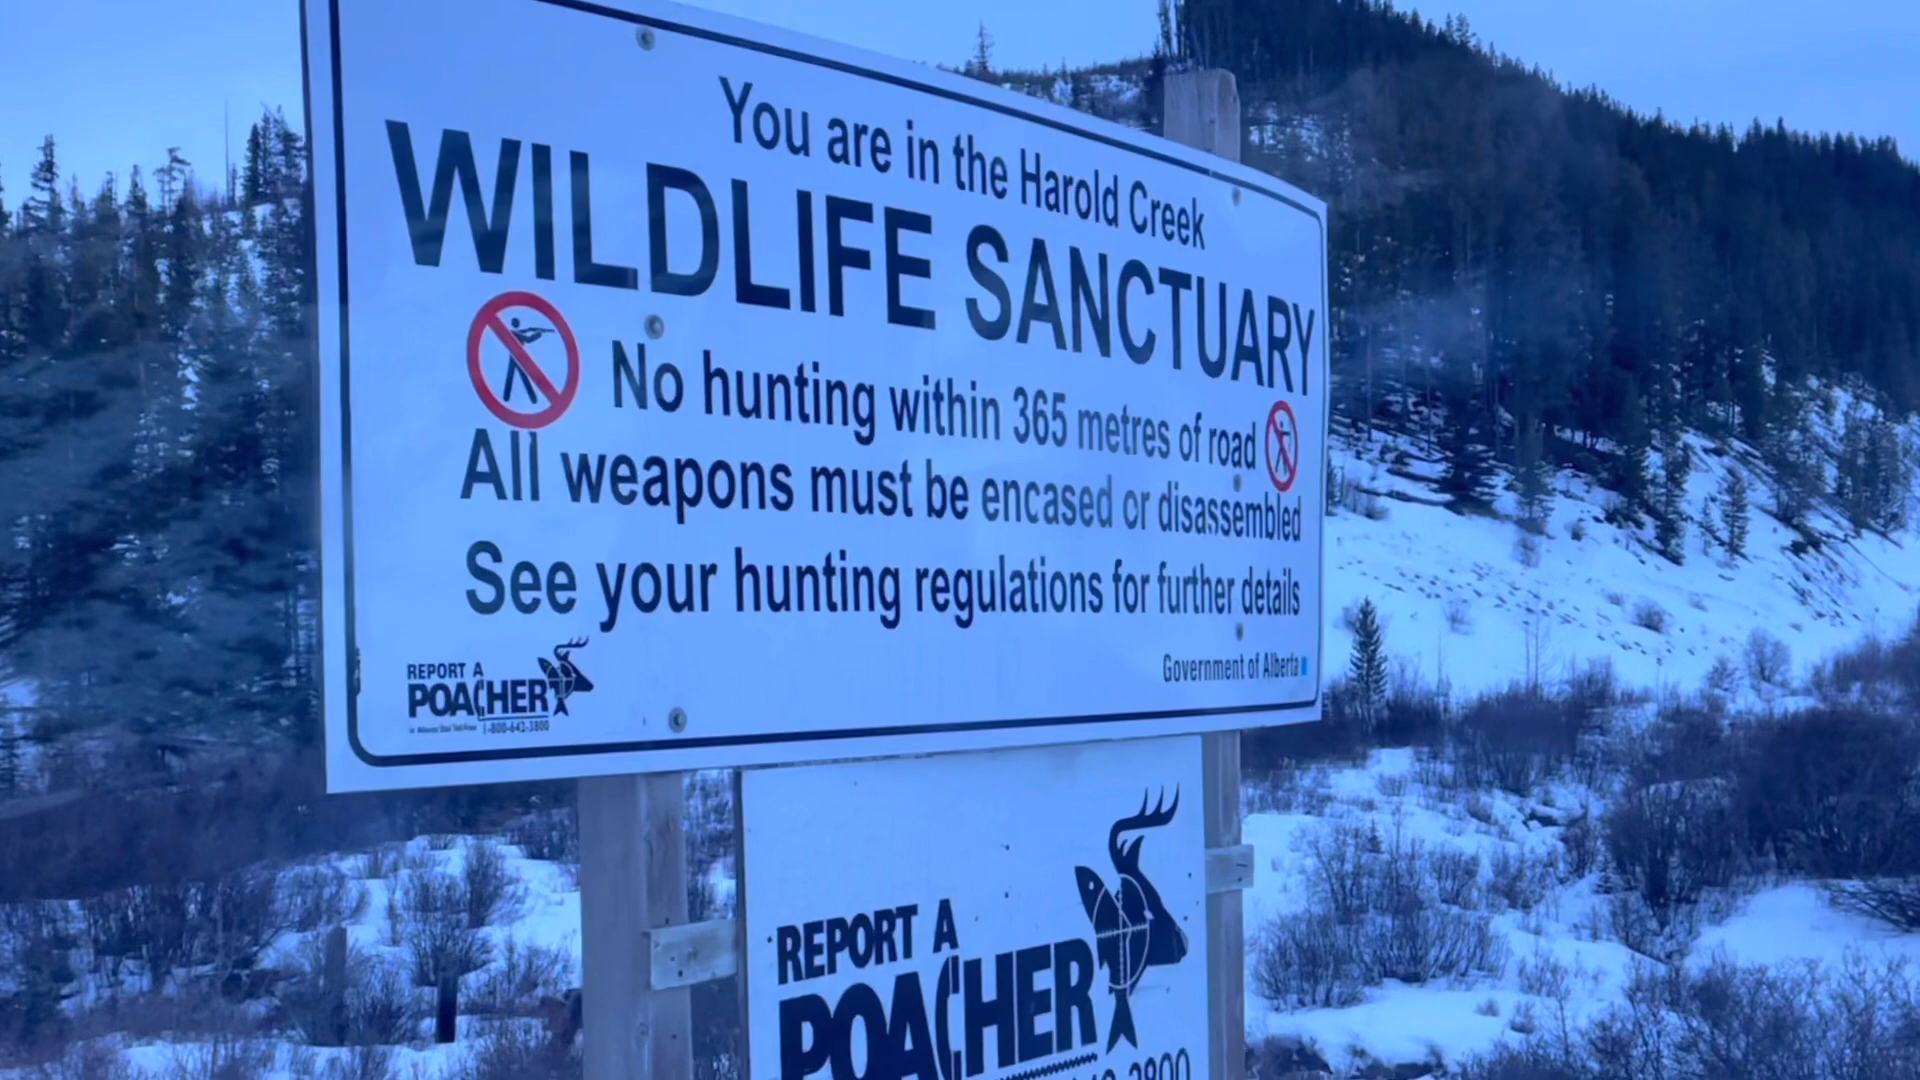 You are in the Harold Creek
WILDLIFE SANCTUARY
No hunting within 365 metres of road
All weapons must be encased or disassembled
See your hunting regulations for further details
REPORT A
POACHER
1-800-642-3800
Government of Alberta
REPORT A
POACHER
3800